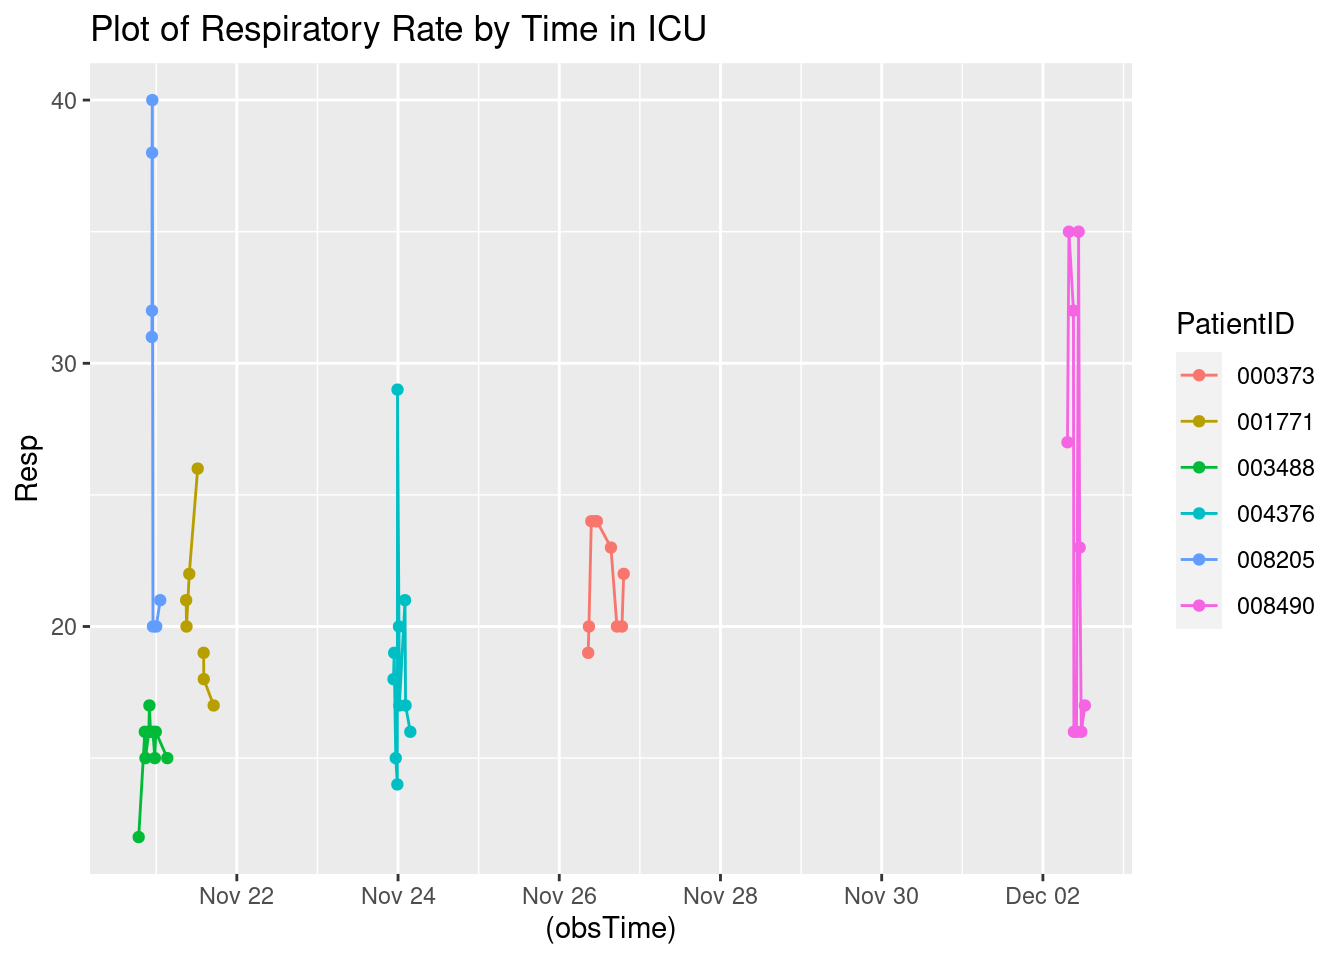 Plot of Respiratory Rate by Time in ICU
40
30
20
Resp
Nov 22
Nov 24
Nov 26
Nov 28
Nov 30
Dec 02
(obsTime)
PatientID
000373
001771
003488
004376
008205
008490